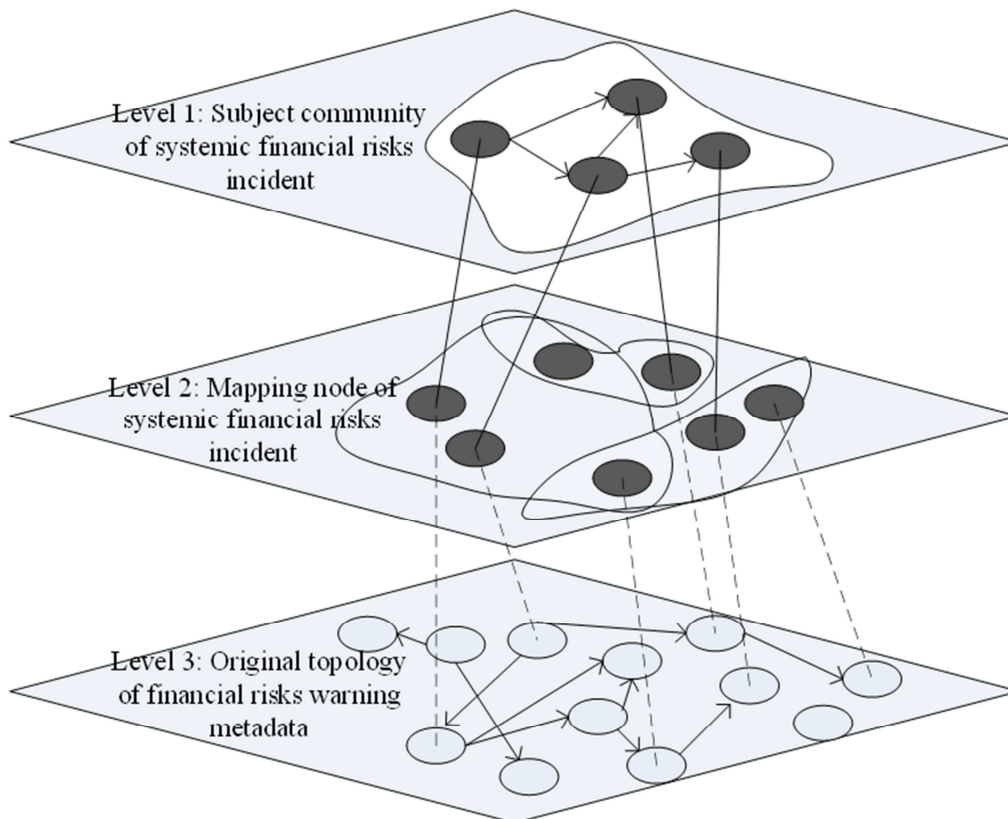 Level 1: Subject community
of systemic financial risks
incident
Level 2: Mapping node of
systemic financial risks
incident
Level 3: Original topology
of financial risks warning
metadata